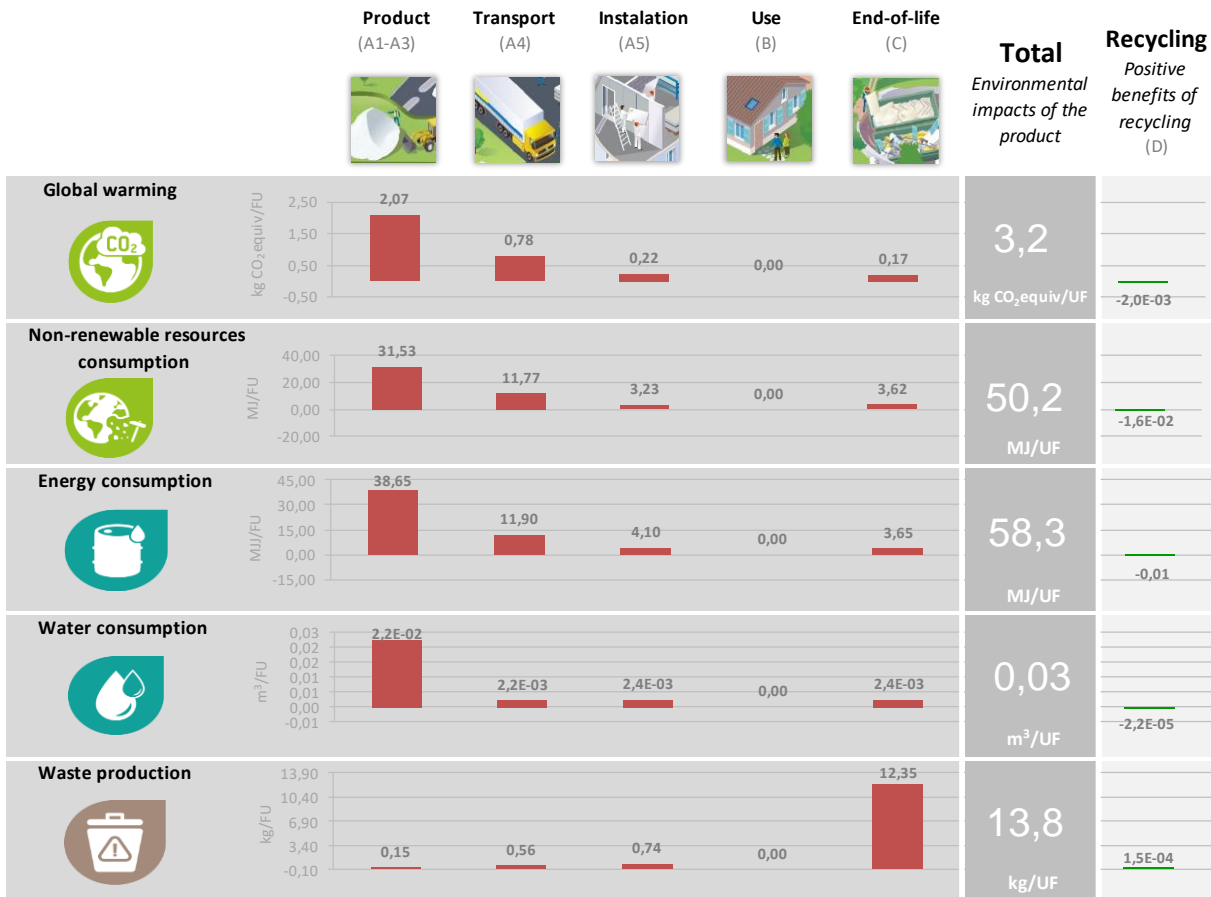 Product
(A1-A3)
Transport
(A4)
Instalation
(A5)
Use
(B)
End-of-life
(C)
Total
Environmental
impacts of the
product
Recycling
Positive
benefits of
recycling
(D)
Global warming
CO₂
kg CO₂equiv/FU
2,50
1,50
0,50
-0,50
2,07
0,78
0,22
0,00
0,17
3,2
kg CO₂equiv/UF
-2,0E-03
Non-renewable resources
consumption
MJ/FU
40,00
20,00
0,00
-20,00
31,53
11,77
3,23
0,00
3,62
50,2
MJ/UF
-1,6E-02
Energy consumption
MJJ/FU
45,00
30,00
15,00
0,00
-15,00
38,65
11,90
4,10
0,00
3,65
58,3
MJ/UF
-0,01
Water consumption
m³/FU
0,03
0,02
0,02
0,01
0,01
0,00
-0,01
2,2E-02
2,2E-03
2,4E-03
0,00
2,4E-03
0,03
m³/UF
-2,2E-05
Waste production
kg/FU
13,90
10,40
6,90
3,40
-0,10
0,15
0,56
0,74
0,00
12,35
13,8
kg/UF
1,5E-04